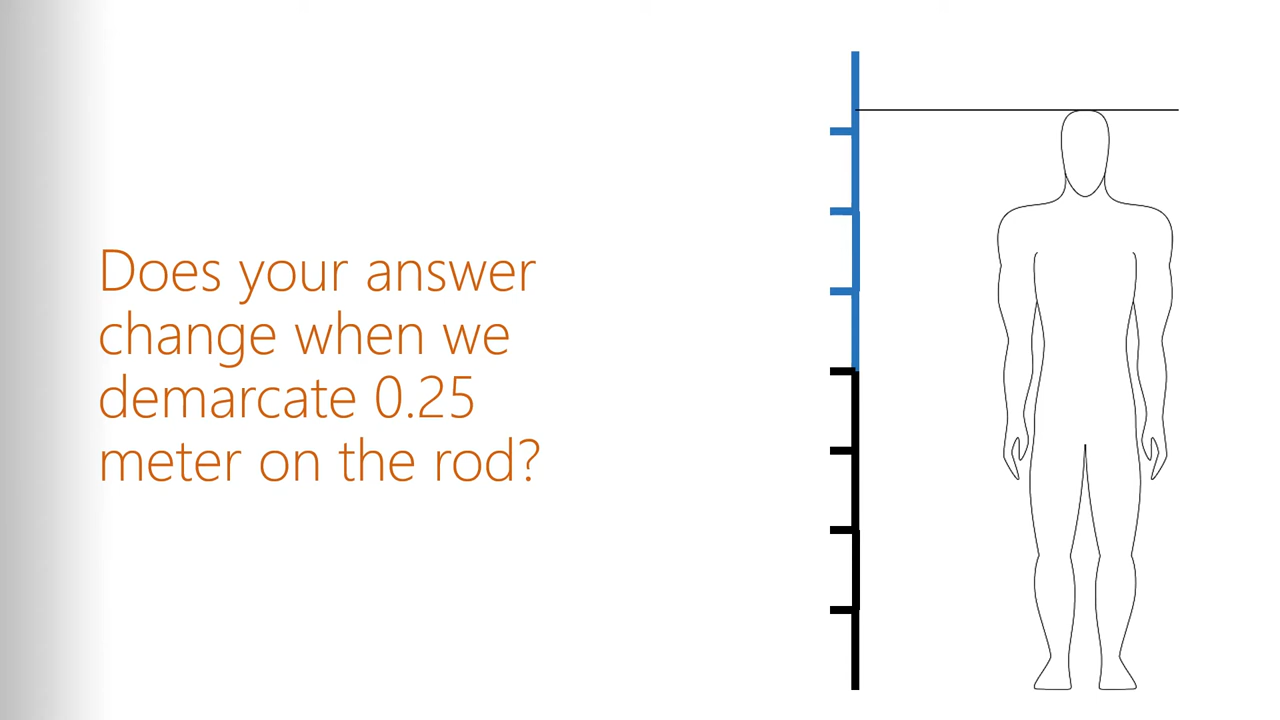 Does your answer
change when we
demarcate 0.25
meter on the rod?